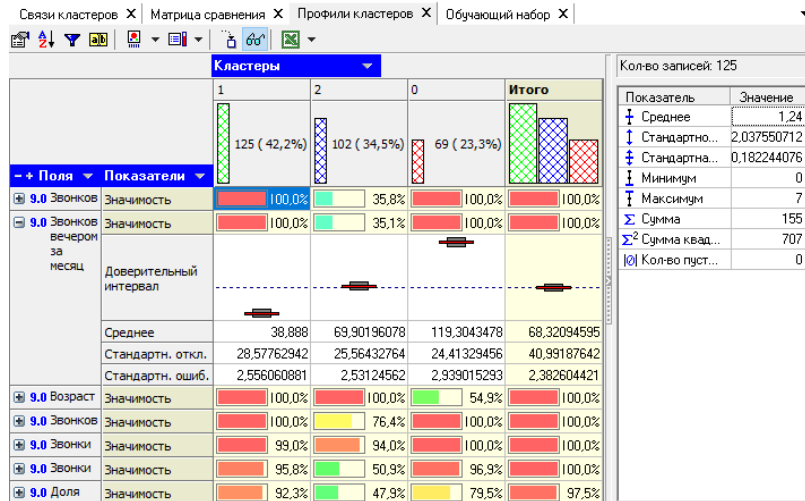 Связи кластеров X Матрица сравнения X Профили кластеров X Обучающий набор X
Кластеры
1 2 0 Итого
125 ( 42,2%) 102 ( 34,5%) 69 ( 23,3%)
Поля Показатели
9.0 Звонков Значимость 100,0% 35,8% 100,0% 100,0%
9.0 Звонков вечером за месяц Значимость 100,0% 35,1% 100,0% 100,0%
Доверительный интервал
Среднее 38,888 69,90196078 119,3043478 68,32094595
Стандартн. откл. 28,57762942 25,56432764 24,41329456 40,99187642
Стандартн. ошиб. 2,556060881 2,53124562 2,939015293 2,382604421
9.0 Возраст Значимость 100,0% 100,0% 54,9% 100,0%
9.0 Звонков Значимость 100,0% 76,4% 100,0% 100,0%
9.0 Звонки Значимость 99,0% 94,0% 100,0% 100,0%
9.0 Звонки Значимость 95,8% 50,9% 96,9% 100,0%
9.0 Доля Значимость 92,3% 47,9% 79,5% 97,5%
Кол-во записей: 125
Показатель Значение
Среднее 1,24
Стандартно... 2,037550712
Стандартна... 0,182244076
Минимум 0
Максимум 7
Σ Сумма 155
Σ² Сумма квад... 707
|0| Кол-во пуст... 0